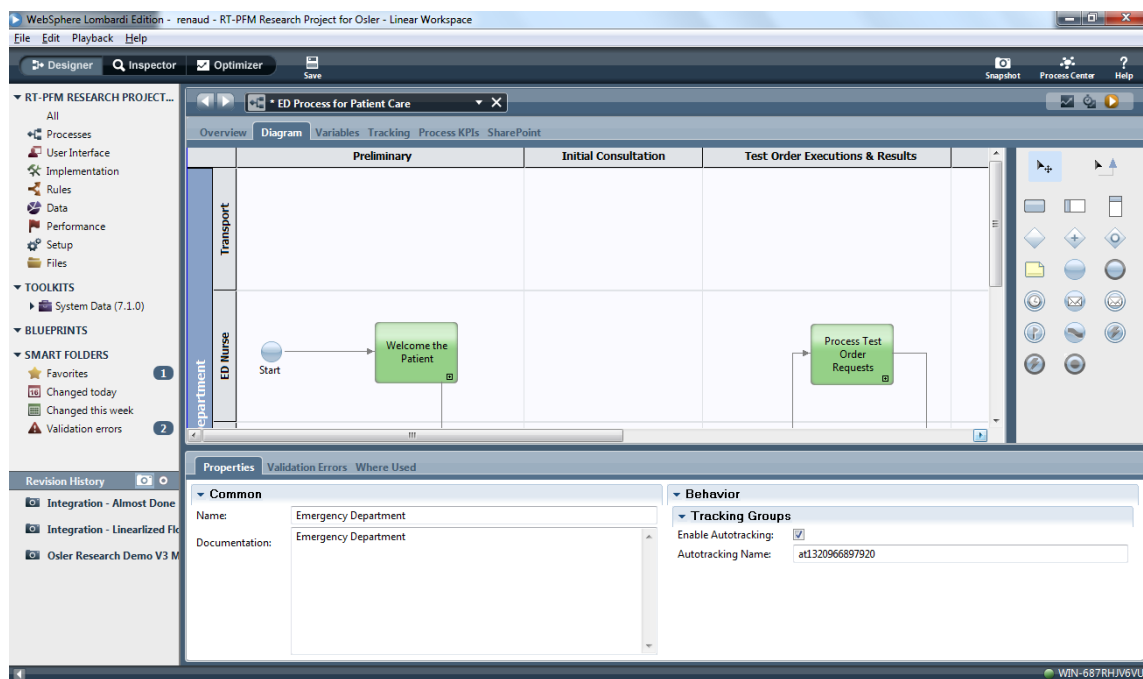 WebSphere Lombardi Edition - renaud - RT-PFM Research Project for Osler - Linear Workspace
File Edit Playback Help
Designer Inspector Optimizer Save Snapshot Process Center Help
RT-PFM RESEARCH PROJECT...
All
Processes
User Interface
Implementation
Rules
Data
Performance
Setup
Files
TOOLKITS
System Data (7.1.0)
BLUEPRINTS
SMART FOLDERS
Favorites 1
16 Changed today
Changed this week
Validation errors 2
Revision History
Integration - Almost Done
Integration - Linearlized Flo
Osler Research Demo V3 M
* ED Process for Patient Care
Overview Diagram Variables Tracking Process KPIs SharePoint
Preliminary Initial Consultation Test Order Executions & Results
Transport
epartment
ED Nurse
Start
Welcome the
Patient
Process Test
Order
Requests
Properties Validation Errors Where Used
Common
Name: Emergency Department
Documentation: Emergency Department
Behavior
Tracking Groups
Enable Autotracking:
Autotracking Name: at1320966897920
WIN-687RHJV6VU